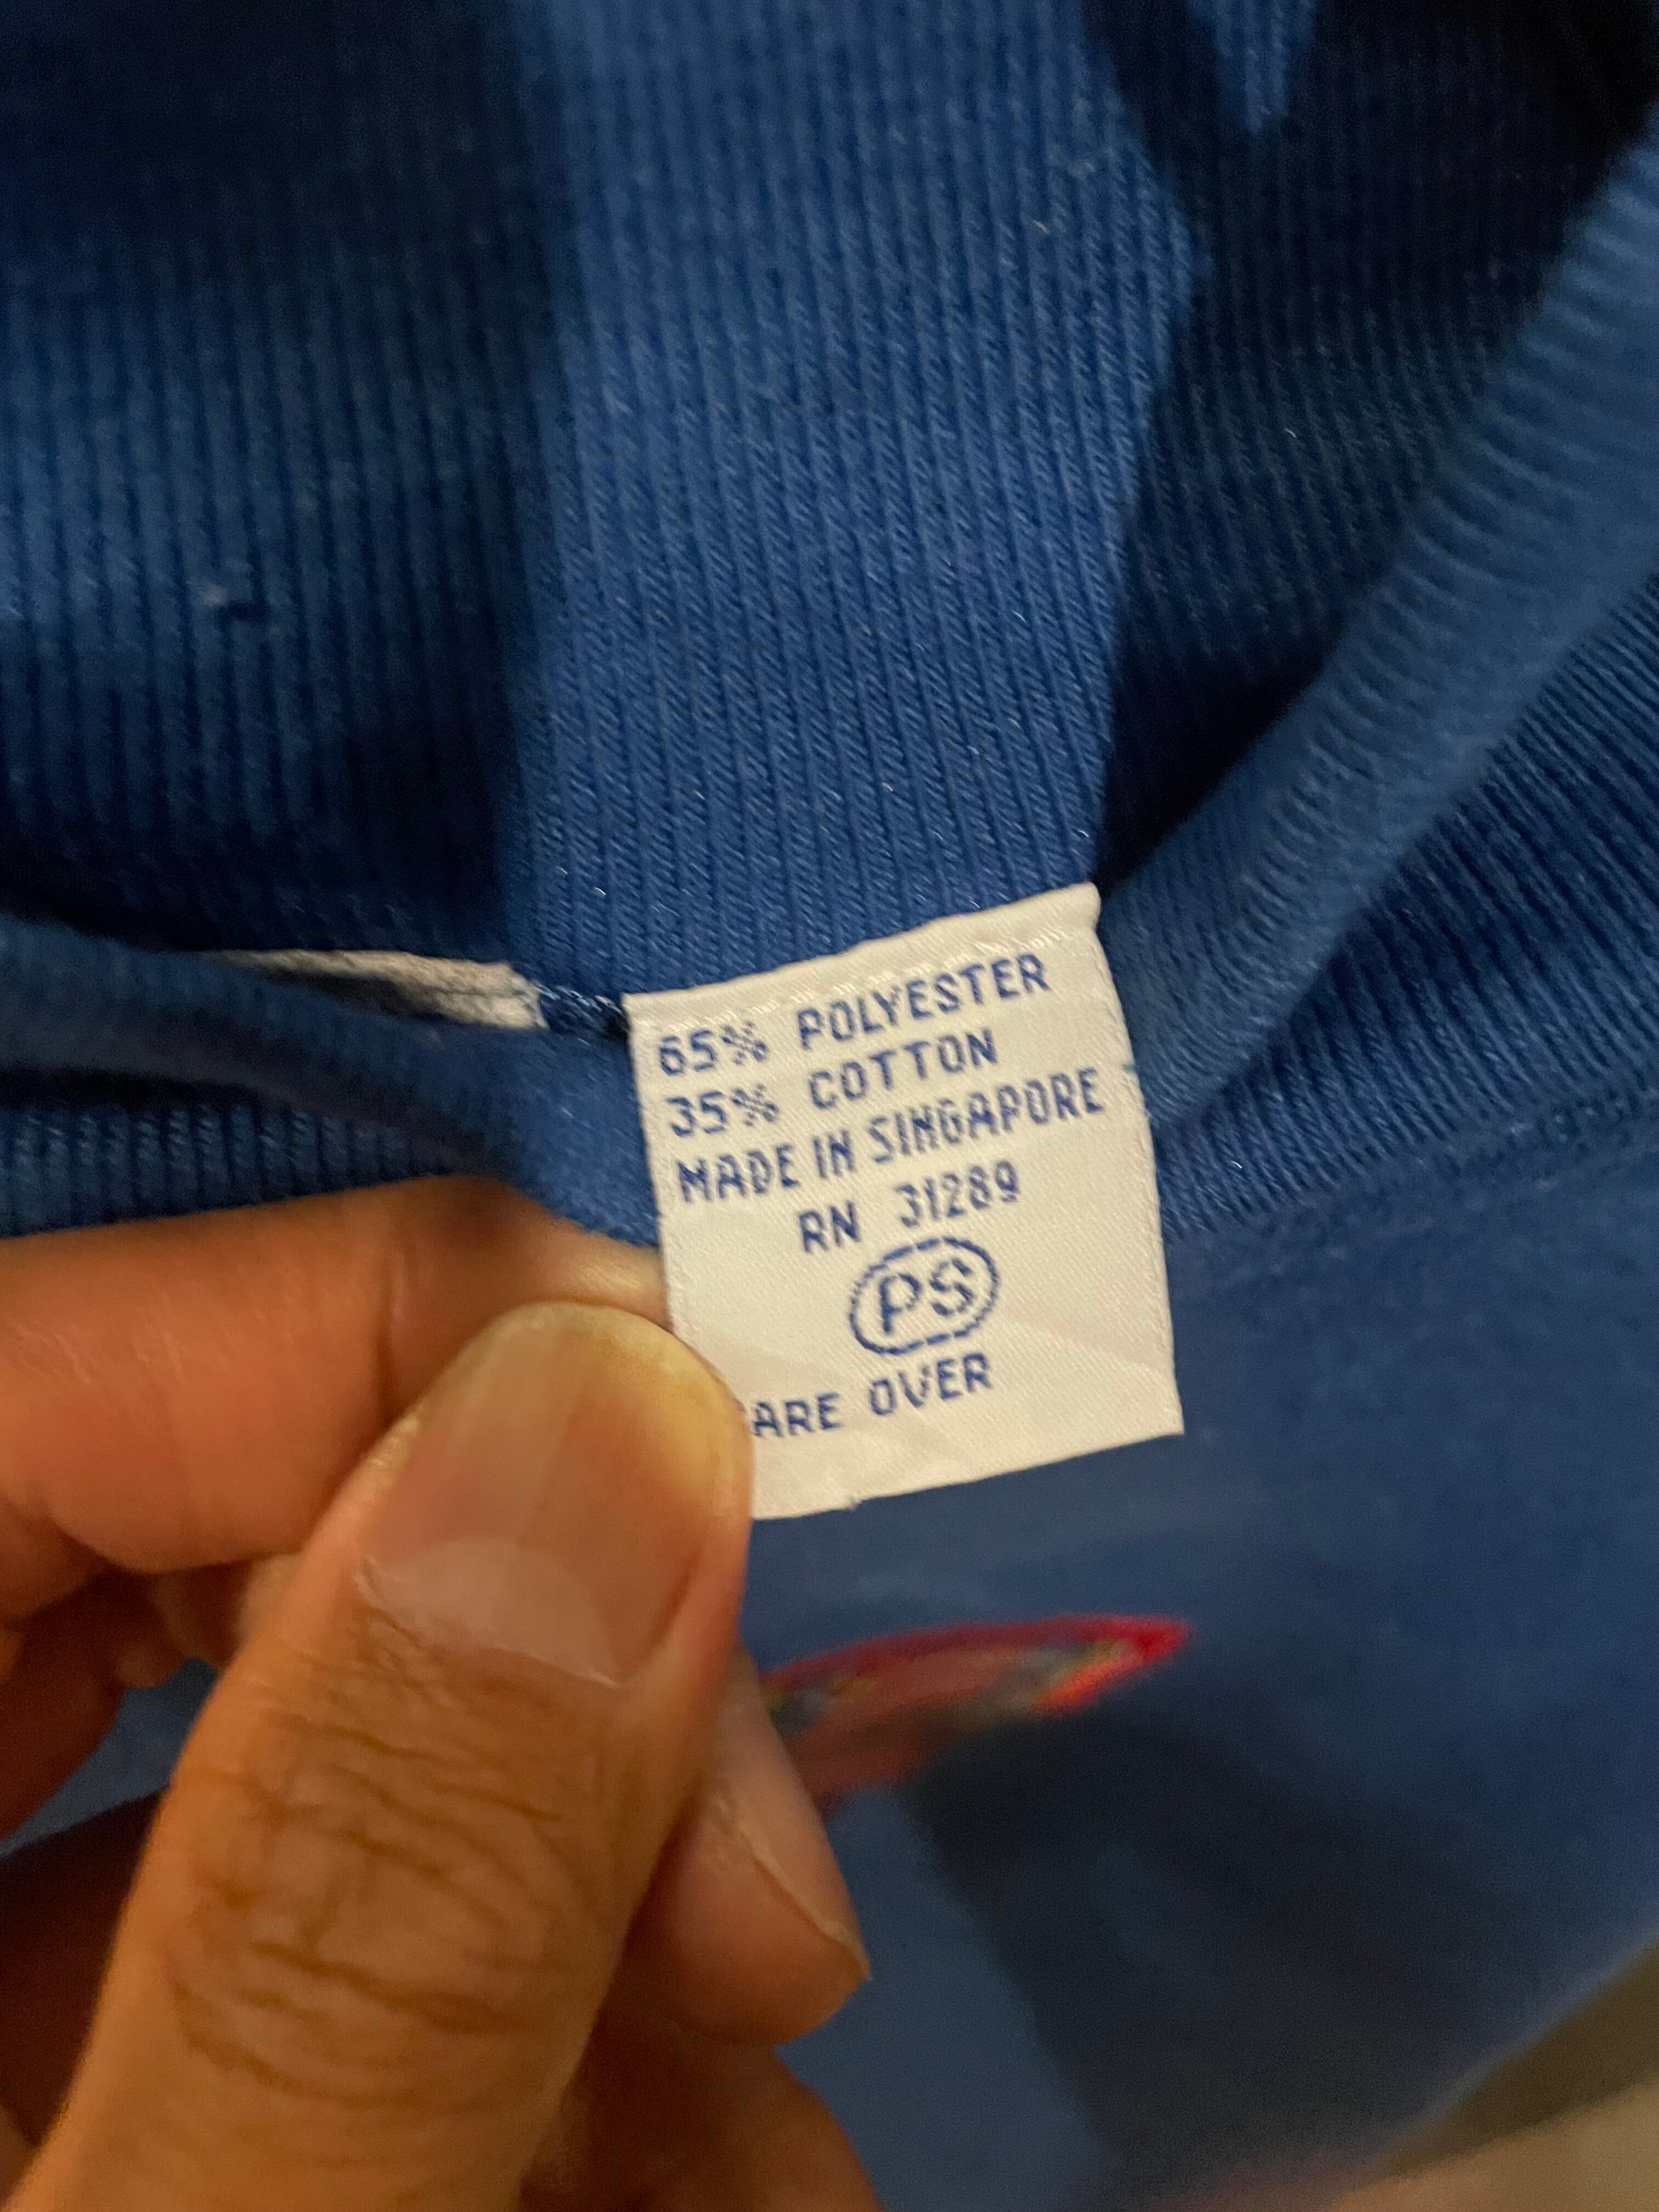 65% POLYESTER
35% COTTON
MADE IN SINGAPORE
RN 31289
PS
ARE OVER